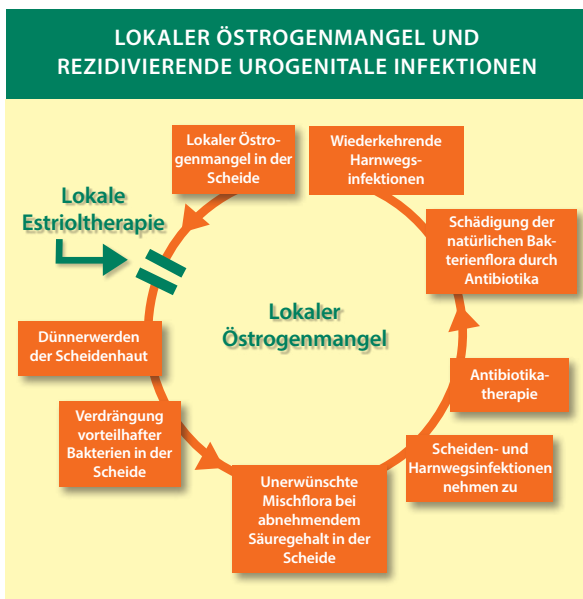 LOKALER ÖSTROGENMANGEL UND
REZIDIVIERENDE UROGENITALE INFEKTIONEN
Lokaler Östro-
genmangel in der
Scheide
Wiederkehrende
Harnwegs-
infektionen
Lokale
Estrioltherapie
Schädigung der
natürlichen Bak-
terienflora durch
Antibiotika
Lokaler
Östrogenmangel
Dünnerwerden
der Scheidenhaut
Antibiotika-
therapie
Verdrängung
vorteilhafter
Bakterien in der
Scheide
Scheiden- und
Harnwegsinfektionen
nehmen zu
Unerwünschte
Mischflora bei
abnehmendem
Säuregehalt in der
Scheide